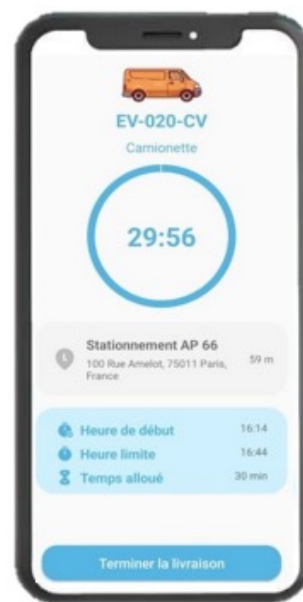 EV-020-CV
Camionette
29:56
Stationnement AP 66
100 Rue Amelot, 75011 Paris,
France
59 m
Heure de début 16:14
Heure limite 16:44
Temps alloué 30 min
Terminer la livraison